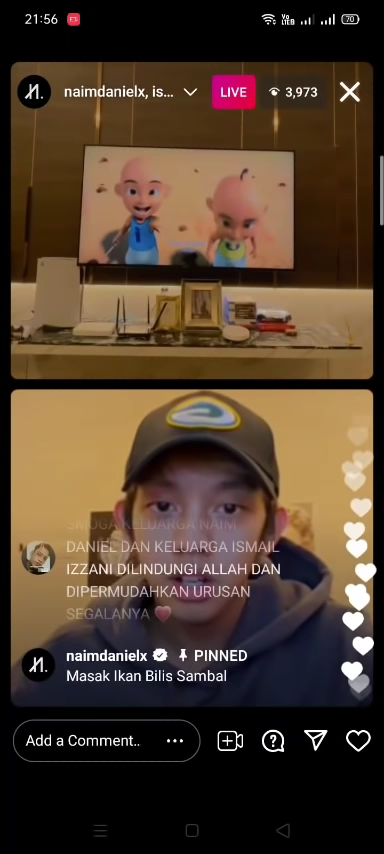 21:56
70
naimdanielx, is...
LIVE
3,973
SMOGA KELUARGA NAIM
DANIEL DAN KELUARGA ISMAIL
IZZANI DILINDUNGI ALLAH DAN
DIPERMUDAHKAN URUSAN
SEGALANYA ❤️
naimdanielx PINNED
Masak Ikan Bilis Sambal
Add a Comment..